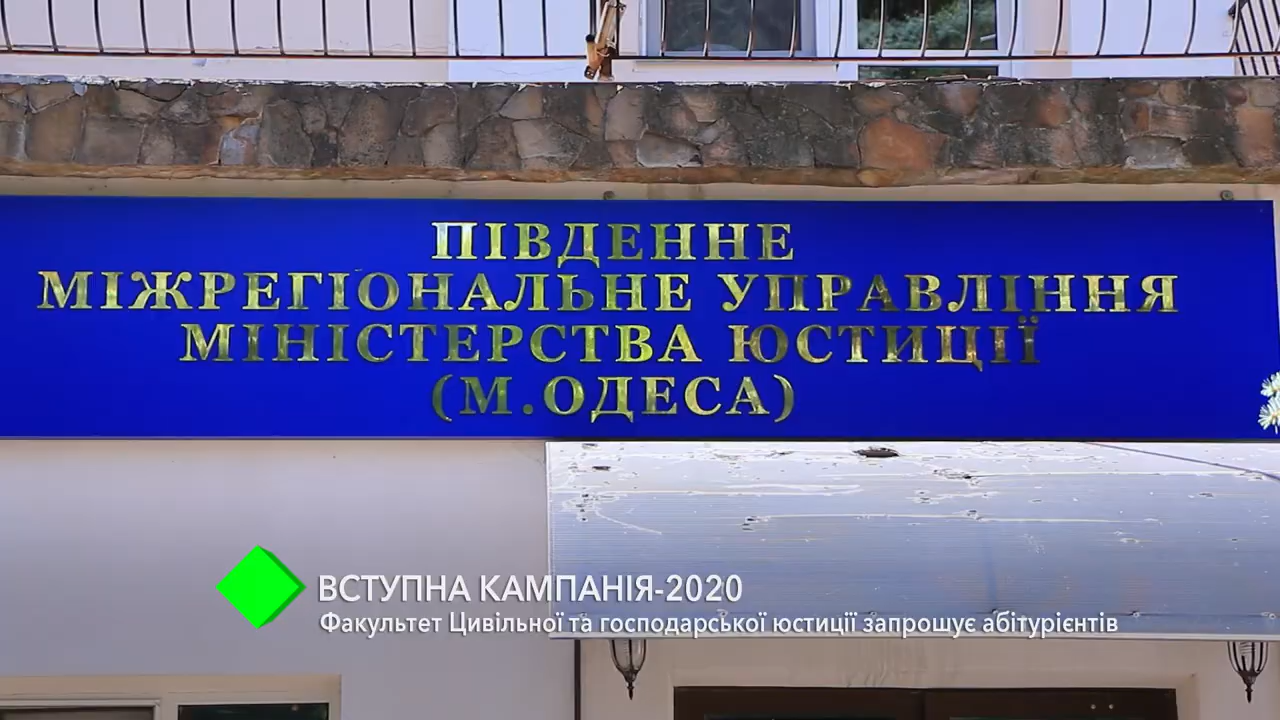 ПІВДЕННЕ
МІЖРЕГІОНАЛЬНЕ УПРАВЛІННЯ
МІНІСТЕРСТВА ЮСТИЦІЇ
(М.ОДЕСА)
ВСТУПНА КАМПАНІЯ-2020
Факультет Цивільної та господарської юстиції запрошує абітурієнтів